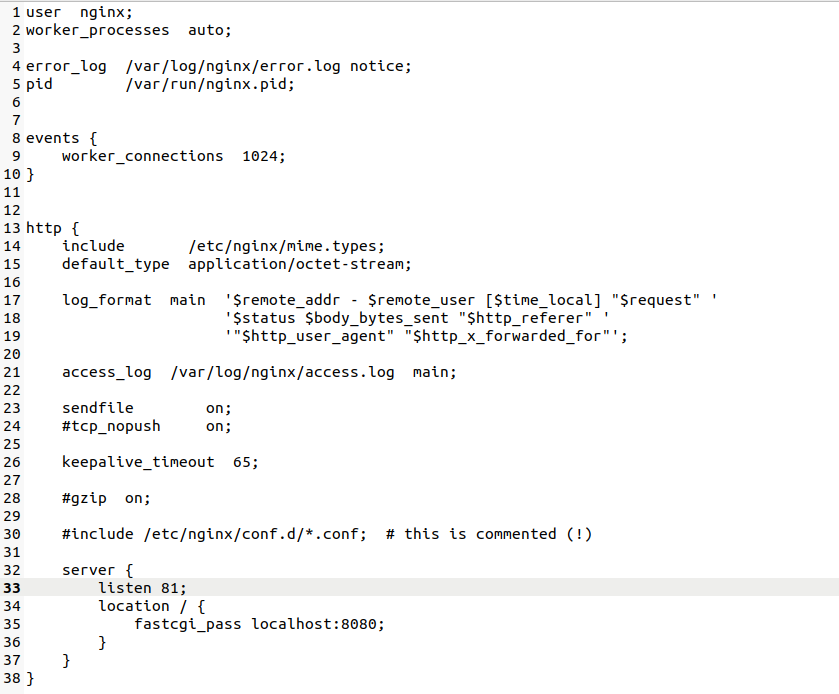 1 user  nginx;
2 worker_processes  auto;
3
4 error_log  /var/log/nginx/error.log notice;
5 pid        /var/run/nginx.pid;
6
7
8 events {
9     worker_connections  1024;
10 }
11
12
13 http {
14     include       /etc/nginx/mime.types;
15     default_type  application/octet-stream;
16
17     log_format  main  '$remote_addr - $remote_user [$time_local] "$request" '
18                       '$status $body_bytes_sent "$http_referer" '
19                       '"$http_user_agent" "$http_x_forwarded_for"';
20
21     access_log  /var/log/nginx/access.log  main;
22
23     sendfile        on;
24     #tcp_nopush     on;
25
26     keepalive_timeout  65;
27
28     #gzip  on;
29
30     #include /etc/nginx/conf.d/*.conf;  # this is commented (!)
31
32     server {
33         listen 81;
34         location / {
35             fastcgi_pass localhost:8080;
36         }
37     }
38 }